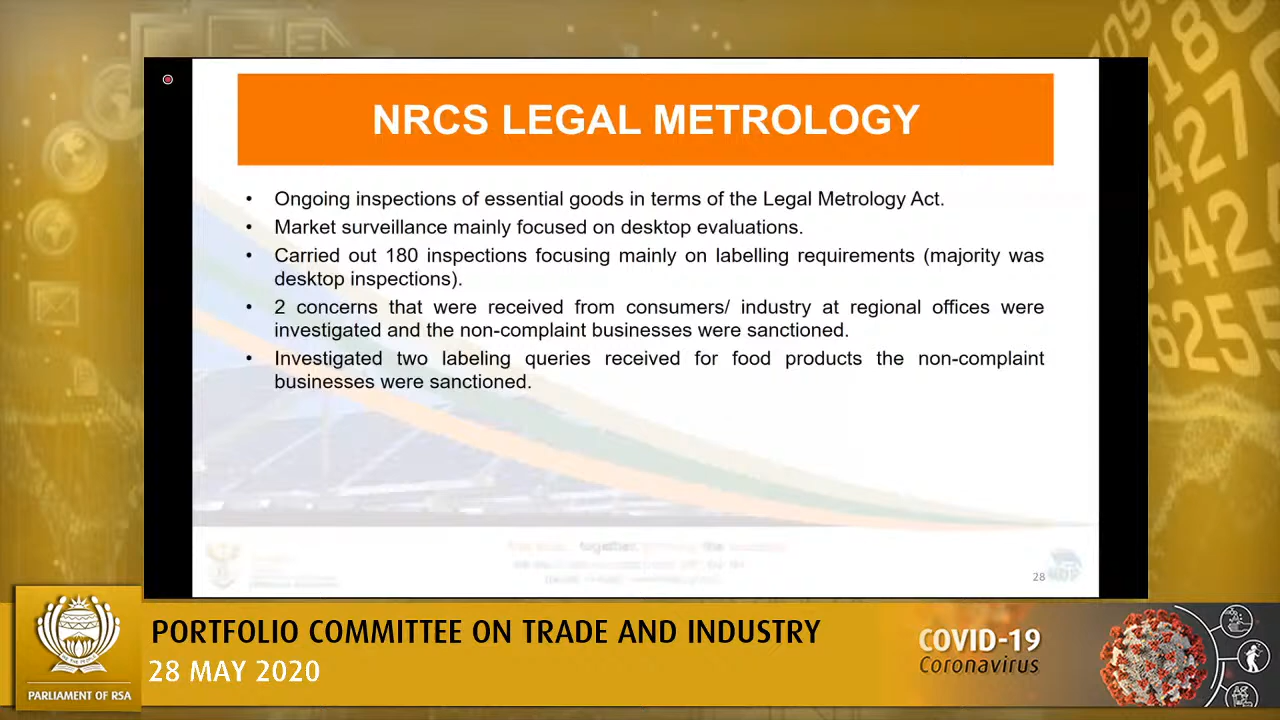 NRCS LEGAL METROLOGY
• Ongoing inspections of essential goods in terms of the Legal Metrology Act.
• Market surveillance mainly focused on desktop evaluations.
• Carried out 180 inspections focusing mainly on labelling requirements (majority was
desktop inspections).
• 2 concerns that were received from consumers/ industry at regional offices were
investigated and the non-complaint businesses were sanctioned.
• Investigated two labeling queries received for food products the non-complaint
businesses were sanctioned.
28
PORTFOLIO COMMITTEE ON TRADE AND INDUSTRY
28 MAY 2020
PARLIAMENT OF RSA
COVID-19
Coronavirus